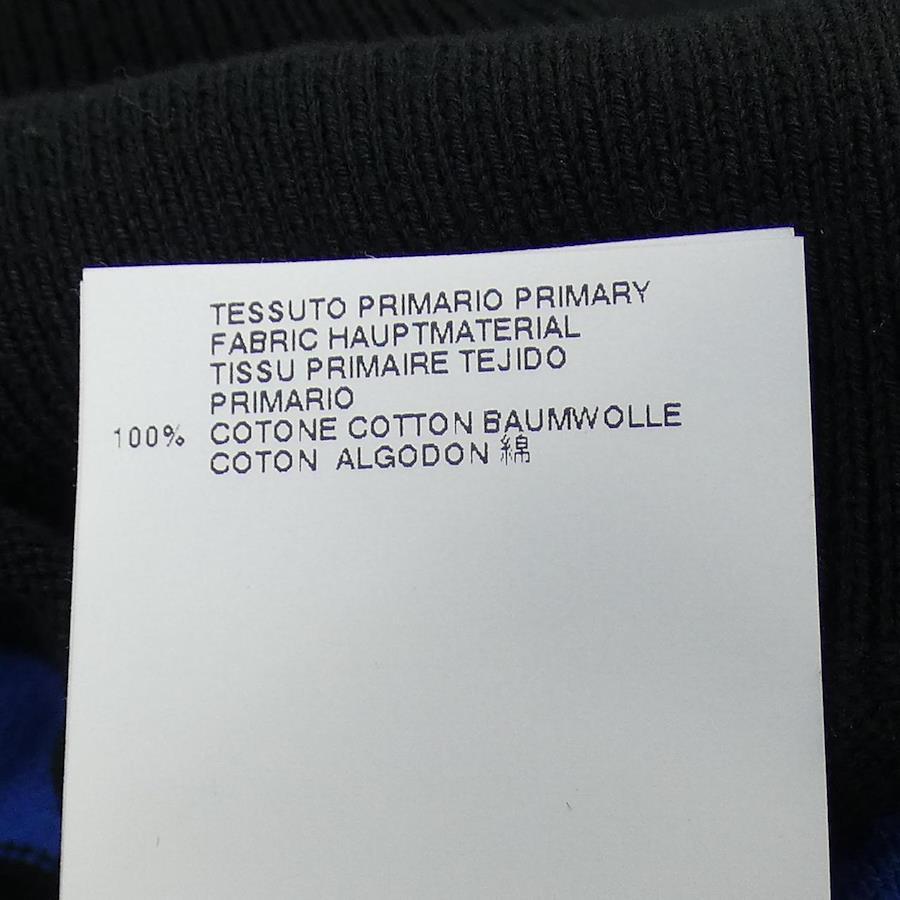 TESSUTO PRIMARIO PRIMARY
FABRIC HAUPTMATERIAL
TISSU PRIMAIRE TEJIDO
PRIMARIO
100% COTONE COTTON BAUMWOLLE
COTON ALGODON 綿